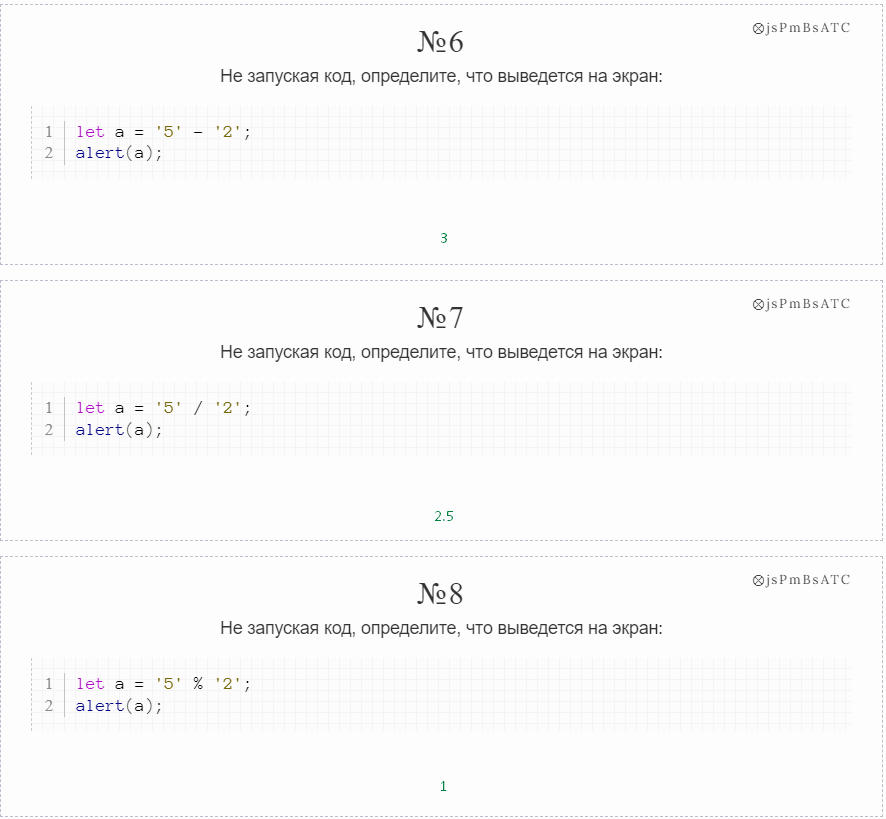 ⊗jsPmBsATC
№6
Не запуская код, определите, что выведется на экран:
1 let a = '5' - '2';
2 alert(a);
3
⊗jsPmBsATC
№7
Не запуская код, определите, что выведется на экран:
1 let a = '5' / '2';
2 alert(a);
2.5
⊗jsPmBsATC
№8
Не запуская код, определите, что выведется на экран:
1 let a = '5' % '2';
2 alert(a);
1